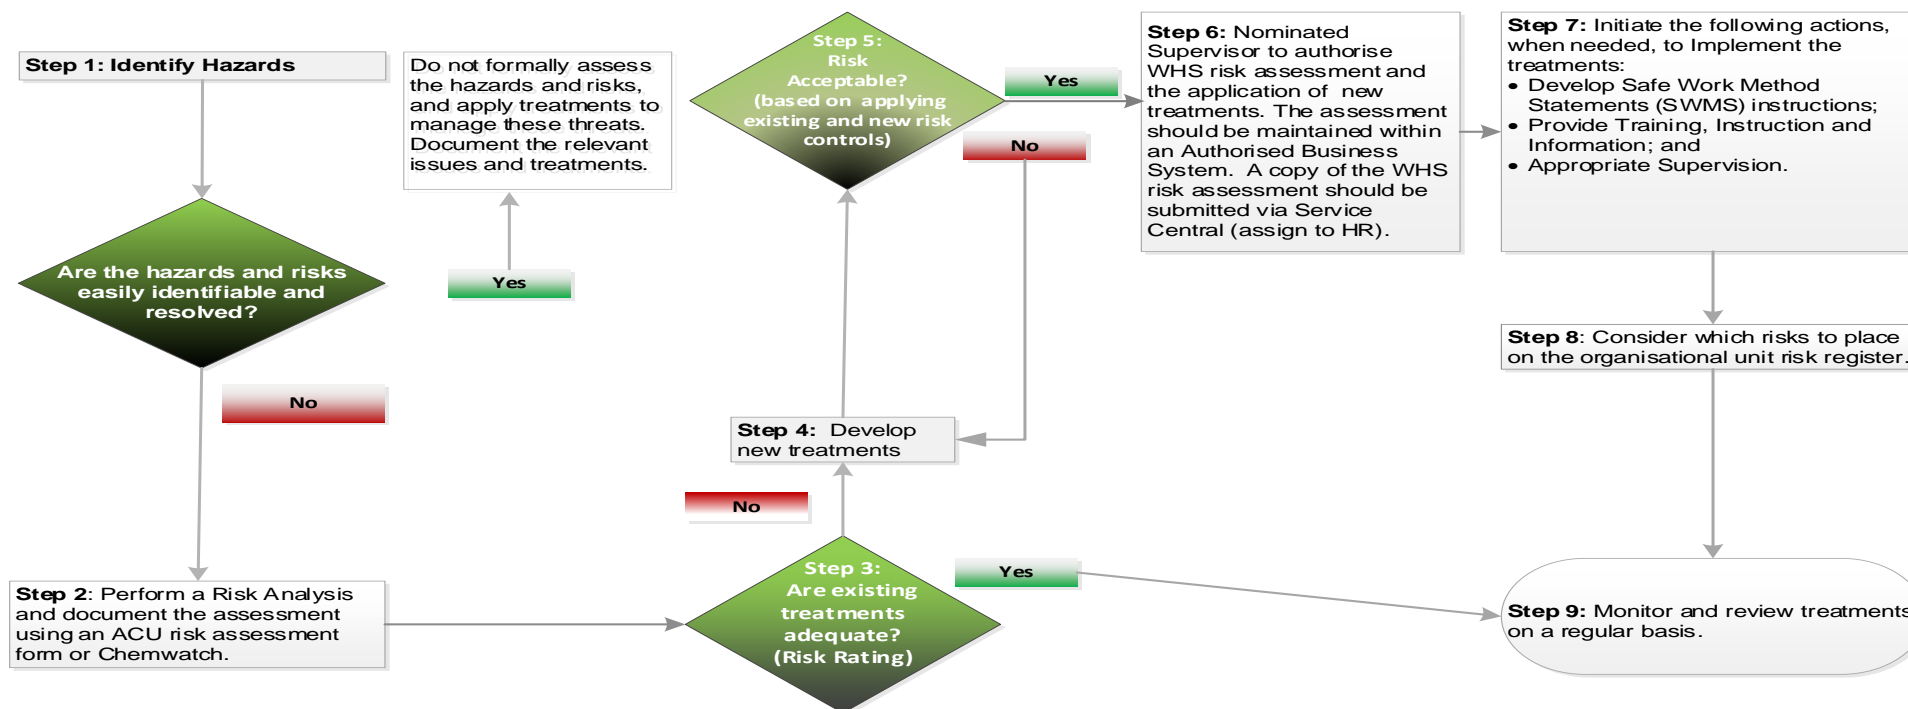 Step 1: Identify Hazards
Are the hazards and risks
easily identifiable and
resolved?
Do not formally assess
the hazards and risks,
and apply treatments to
manage these threats.
Document the relevant
issues and treatments.
Yes
No
Step 2: Perform a Risk Analysis
and document the assessment
using an ACU risk assessment
form or Chemwatch.
Step 3:
Are existing
treatments
adequate?
(Risk Rating)
No
Yes
Step 4: Develop
new treatments
Step 5:
Risk
Acceptable?
(based on applying
existing and new risk
controls)
Yes
No
Step 6: Nominated
Supervisor to authorise
WHS risk assessment and
the application of new
treatments. The assessment
should be maintained within
an Authorised Business
System. A copy of the WHS
risk assessment should be
submitted via Service
Central (assign to HR).
Step 7: Initiate the following actions,
when needed, to Implement the
treatments:
• Develop Safe Work Method
Statements (SWMS) instructions;
• Provide Training, Instruction and
Information; and
• Appropriate Supervision.
Step 8: Consider which risks to place
on the organisational unit risk register.
Step 9: Monitor and review treatments
on a regular basis.